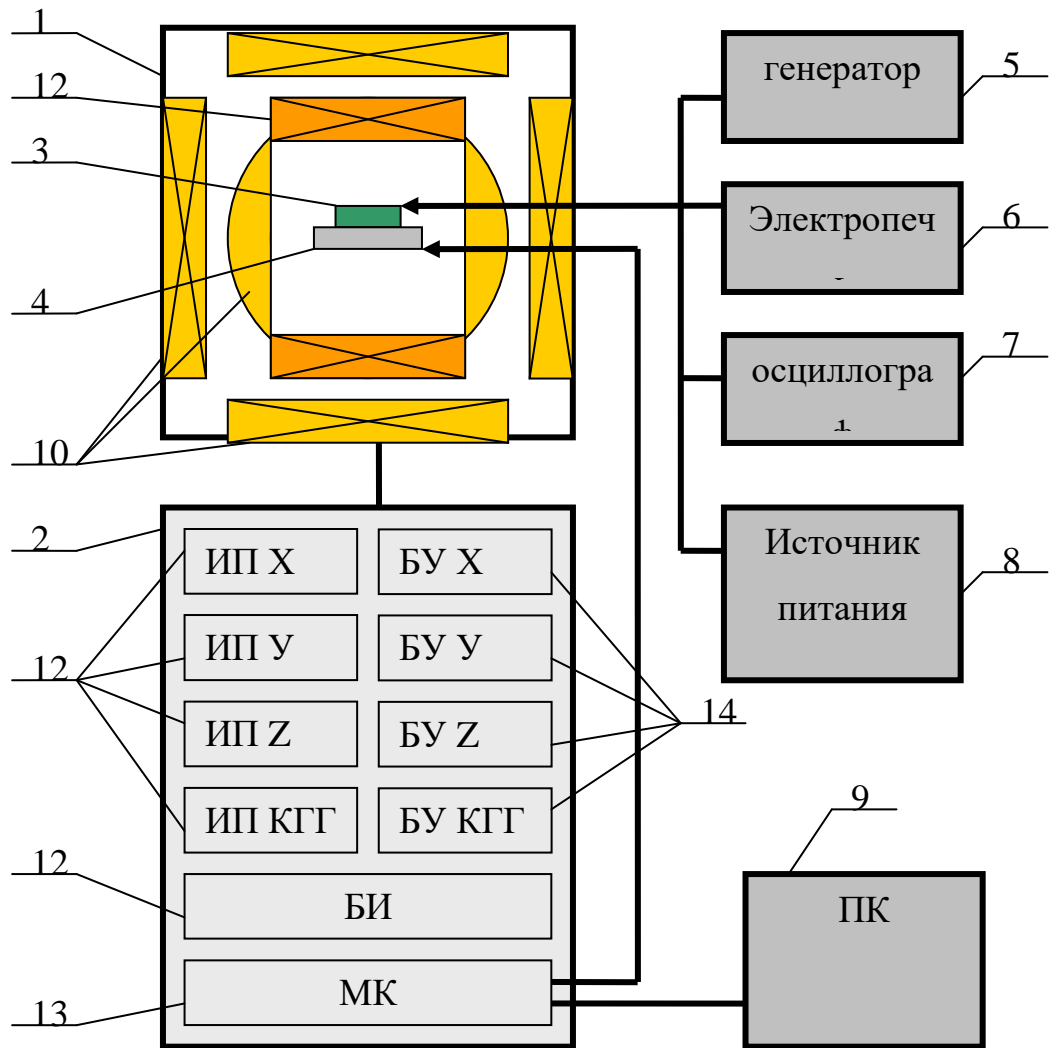 1
12
3
4
10
генератор
5
Электропеч
6
осциллогра
7
Источник
питания
8
2
ИП X
БУ X
12
ИП У
БУ У
ИП Z
БУ Z
14
ИП КГГ
БУ КГГ
12
БИ
13
МК
9
ПК